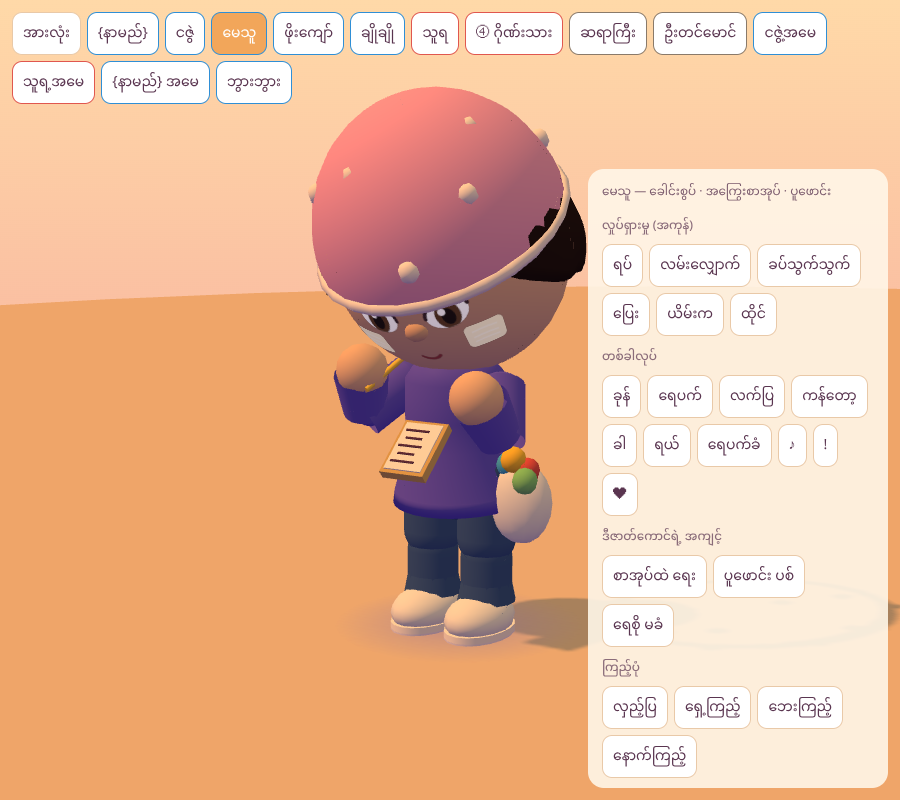 အားလုံး {နာမည်} ငဇွဲ မေသူ ဖိုးကျော် ချိုချို သူရ ④ ဂိုဏ်းသား ဆရာကြီး ဦးတင်မောင် ငဇွဲ့အမေ
သူရ့အမေ {နာမည်} အမေ ဘွားဘွား
မေသူ — ခေါင်းစွပ် · အကြွေးစာအုပ် · ပူဖောင်း
လှုပ်ရှားမှု (အကုန်)
ရပ် လမ်းလျှောက် ခပ်သွက်သွက်
ပြေး ယိမ်းက ထိုင်
တစ်ခါလုပ်
ခုန် ရေပက် လက်ပြ ကန်တော့
ခါ ရယ် ရေပက်ခံ ♪ !
♥
ဒီဇာတ်ကောင်ရဲ့ အကျင့်
စာအုပ်ထဲ ရေး ပူဖောင်း ပစ်
ရေစို မခံ
ကြည့်ပုံ
လှည့်ပြ ရှေ့ကြည့် ဘေးကြည့်
နောက်ကြည့်